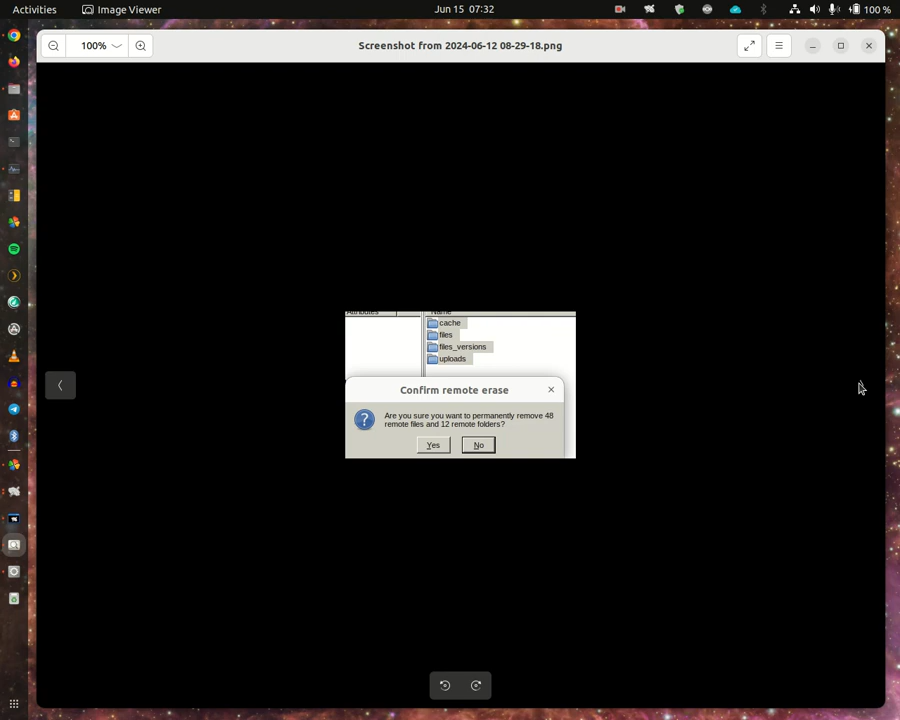 Activities
Image Viewer
Jun 15 07:32
100 %
100%
Screenshot from 2024-06-12 08-29-18.png
Attributes
Name
cache
files
files_versions
uploads
Confirm remote erase
Are you sure you want to permanently remove 48
remote files and 12 remote folders?
Yes
No